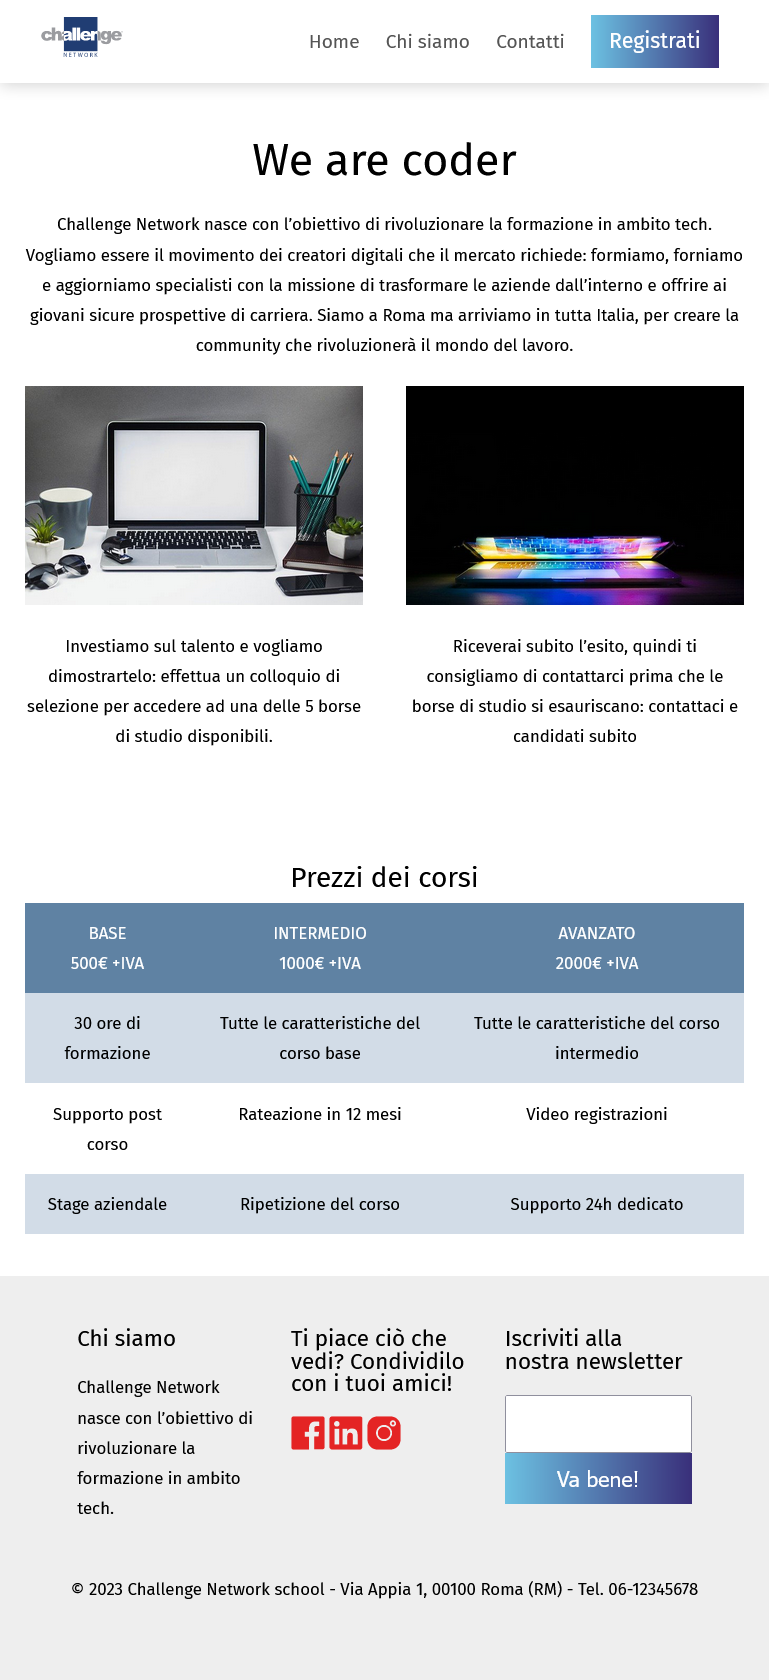 challenge
NETWORK
Home
Chi siamo
Contatti
Registrati
We are coder
Challenge Network nasce con l’obiettivo di rivoluzionare la formazione in ambito tech.
Vogliamo essere il movimento dei creatori digitali che il mercato richiede: formiamo, forniamo
e aggiorniamo specialisti con la missione di trasformare le aziende dall’interno e offrire ai
giovani sicure prospettive di carriera. Siamo a Roma ma arriviamo in tutta Italia, per creare la
community che rivoluzionerà il mondo del lavoro.
Investiamo sul talento e vogliamo
dimostrartelo: effettua un colloquio di
selezione per accedere ad una delle 5 borse
di studio disponibili.
Riceverai subito l’esito, quindi ti
consigliamo di contattarci prima che le
borse di studio si esauriscano: contattaci e
candidati subito
Prezzi dei corsi
BASE
500€ +IVA
INTERMEDIO
1000€ +IVA
AVANZATO
2000€ +IVA
30 ore di
formazione
Tutte le caratteristiche del
corso base
Tutte le caratteristiche del corso
intermedio
Supporto post
corso
Rateazione in 12 mesi
Video registrazioni
Stage aziendale
Ripetizione del corso
Supporto 24h dedicato
Chi siamo
Challenge Network
nasce con l’obiettivo di
rivoluzionare la
formazione in ambito
tech.
Ti piace ciò che
vedi? Condividilo
con i tuoi amici!
Iscriviti alla
nostra newsletter
Va bene!
© 2023 Challenge Network school - Via Appia 1, 00100 Roma (RM) - Tel. 06-12345678